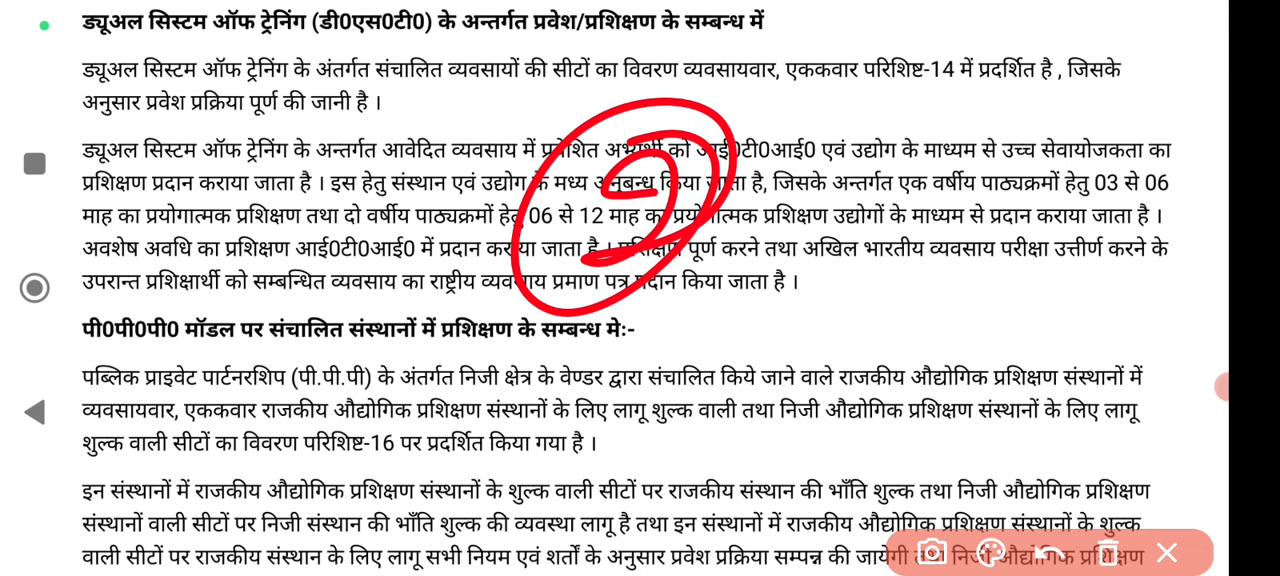 ड्यूअल सिस्टम ऑफ ट्रेनिंग (डी0एस0टी0) के अन्तर्गत प्रवेश/प्रशिक्षण के सम्बन्ध में
ड्यूअल सिस्टम ऑफ ट्रेनिंग के अंतर्गत संचालित व्यवसायों की सीटों का विवरण व्यवसायवार, एककवार परिशिष्ट-14 में प्रदर्शित है , जिसके
अनुसार प्रवेश प्रक्रिया पूर्ण की जानी है ।
ड्यूअल सिस्टम ऑफ ट्रेनिंग के अन्तर्गत आवेदित व्यवसाय में प्रवेशित अभ्यर्थी को आई0टी0आई0 एवं उद्योग के माध्यम से उच्च सेवायोजकता का
प्रशिक्षण प्रदान कराया जाता है । इस हेतु संस्थान एवं उद्योग के मध्य अनुबन्ध किया जाता है, जिसके अन्तर्गत एक वर्षीय पाठ्यक्रमों हेतु 03 से 06
माह का प्रयोगात्मक प्रशिक्षण तथा दो वर्षीय पाठ्यक्रमों हेतु 06 से 12 माह का प्रयोगात्मक प्रशिक्षण उद्योगों के माध्यम से प्रदान कराया जाता है ।
अवशेष अवधि का प्रशिक्षण आई0टी0आई0 में प्रदान कराया जाता है । प्रशिक्षण पूर्ण करने तथा अखिल भारतीय व्यवसाय परीक्षा उत्तीर्ण करने के
उपरान्त प्रशिक्षार्थी को सम्बन्धित व्यवसाय का राष्ट्रीय व्यवसाय प्रमाण पत्र प्रदान किया जाता है ।
पी0पी0पी0 मॉडल पर संचालित संस्थानों में प्रशिक्षण के सम्बन्ध मेः-
पब्लिक प्राइवेट पार्टनरशिप (पी.पी.पी) के अंतर्गत निजी क्षेत्र के वेण्डर द्वारा संचालित किये जाने वाले राजकीय औद्योगिक प्रशिक्षण संस्थानों में
व्यवसायवार, एककवार राजकीय औद्योगिक प्रशिक्षण संस्थानों के लिए लागू शुल्क वाली तथा निजी औद्योगिक प्रशिक्षण संस्थानों के लिए लागू
शुल्क वाली सीटों का विवरण परिशिष्ट-16 पर प्रदर्शित किया गया है ।
इन संस्थानों में राजकीय औद्योगिक प्रशिक्षण संस्थानों के शुल्क वाली सीटों पर राजकीय संस्थान की भाँति शुल्क तथा निजी औद्योगिक प्रशिक्षण
संस्थानों वाली सीटों पर निजी संस्थान की भाँति शुल्क की व्यवस्था लागू है तथा इन संस्थानों में राजकीय औद्योगिक प्रशिक्षण संस्थानों के शुल्क
वाली सीटों पर राजकीय संस्थान के लिए लागू सभी नियम एवं शर्तों के अनुसार प्रवेश प्रक्रिया सम्पन्न की जायेगी तथा निजी औद्योगिक प्रशिक्षण